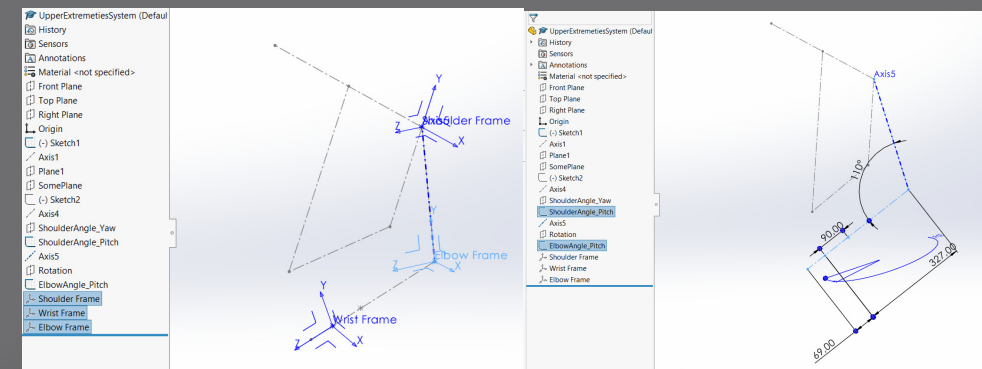 UpperExtremetiesSystem (Defaul
History
Sensors
Annotations
Material <not specified>
Front Plane
Top Plane
Right Plane
Origin
(-) Sketch1
Axis1
Plane1
SomePlane
(-) Sketch2
Axis4
ShoulderAngle_Yaw
ShoulderAngle_Pitch
Axis5
Rotation
ElbowAngle_Pitch
Shoulder Frame
Wrist Frame
Elbow Frame
Y
Shoulder Frame
Z
X
Y
Elbow Frame
Z
X
Y
Wrist Frame
Z
X
UpperExtremetiesSystem (Defaul
History
Sensors
Annotations
Material <not specified>
Front Plane
Top Plane
Right Plane
Origin
(-) Sketch1
Axis1
Plane1
SomePlane
(-) Sketch2
Axis4
ShoulderAngle_Yaw
ShoulderAngle_Pitch
Axis5
Rotation
ElbowAngle_Pitch
Shoulder Frame
Wrist Frame
Elbow Frame
Axis5
110°
90.00
327.00
69.00